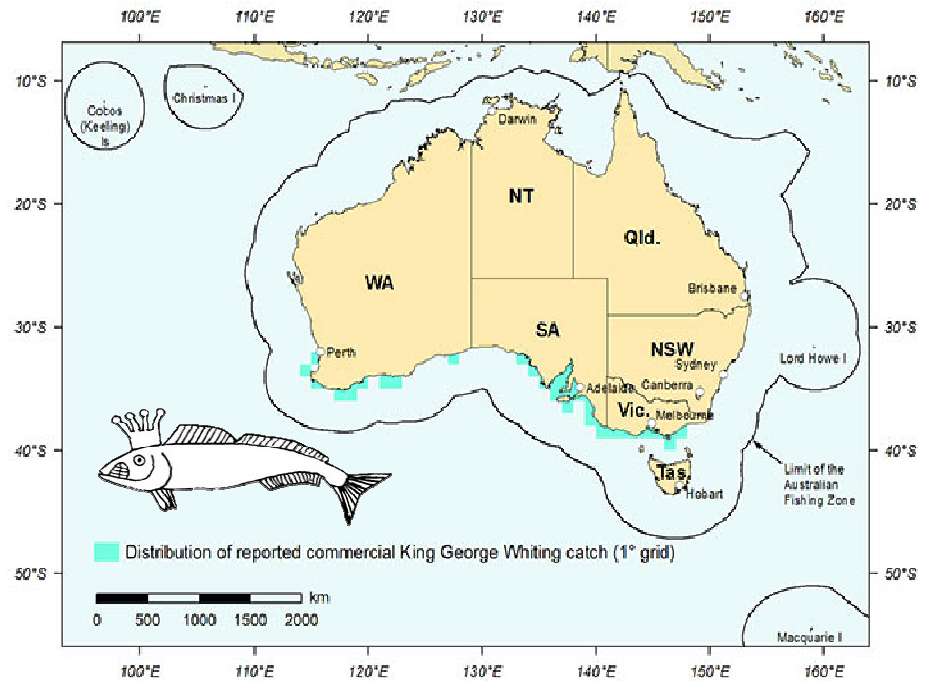 100°E 110°E 120°E 130°E 140°E 150°E 160°E
10°S 10°S
Cobos
(Keeling)
Is
Christmas I
Darwin
20°S 20°S
NT
Qld.
WA
Brisbane
30°S 30°S
SA
NSW
Perth
Sydney
Lord Howe I
Adelaide
Canberra
Vic.
Melbourne
40°S 40°S
Tas.
Hobart
Limit of the
Australian
Fishing Zone
Distribution of reported commercial King George Whiting catch (1° grid)
50°S 50°S
km
0 500 1000 1500 2000
Macquarie I
100°E 110°E 120°E 130°E 140°E 150°E 160°E